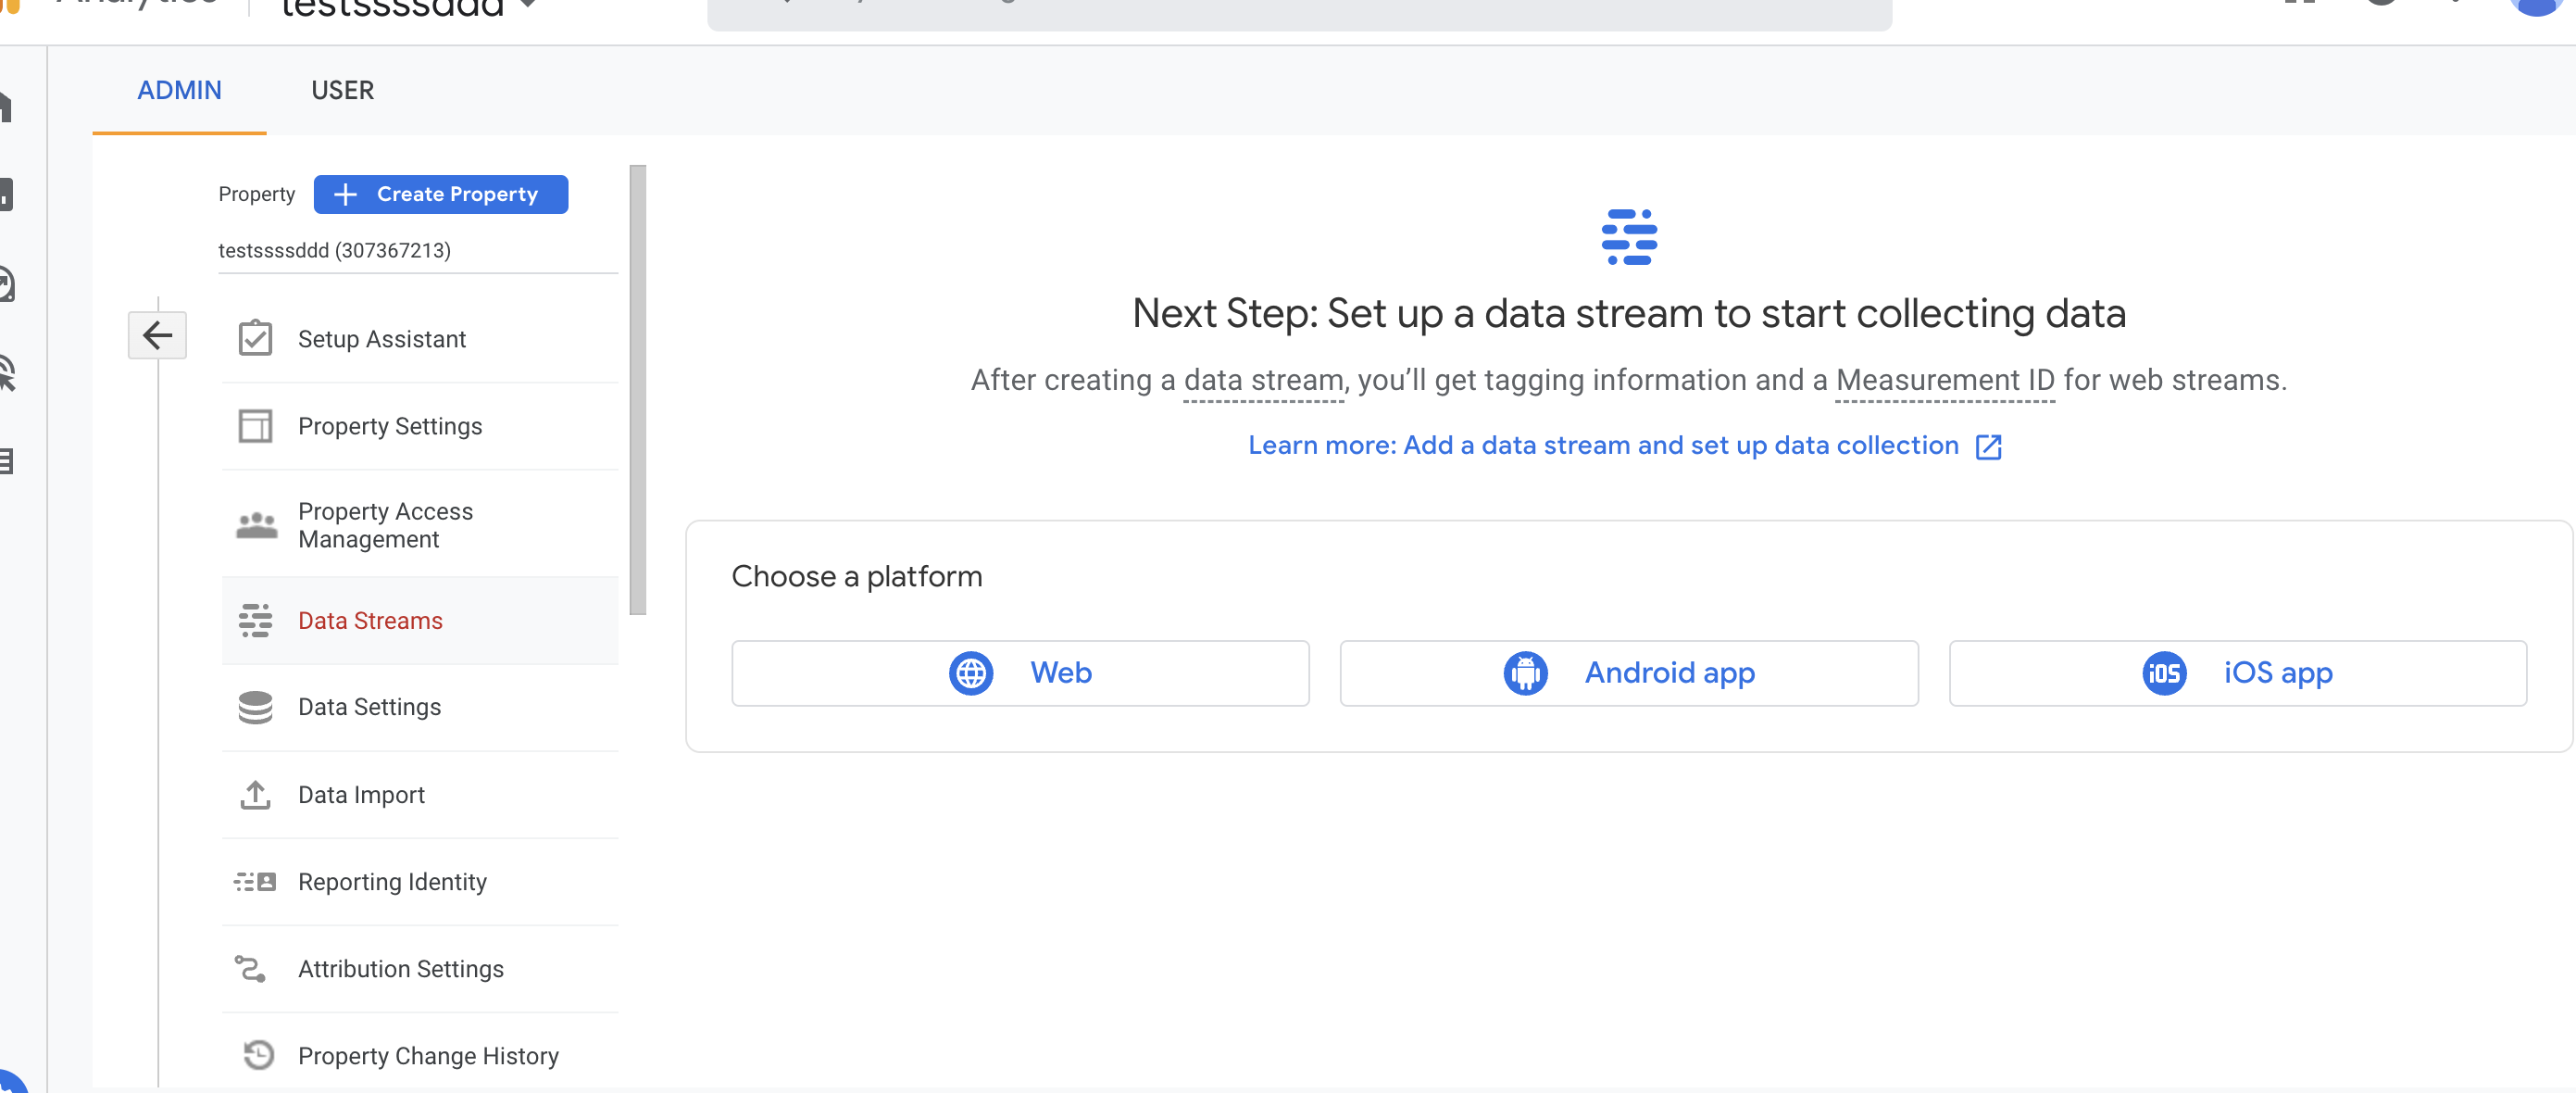 Analytics
testssssddd
ADMIN
USER
Property
Create Property
testssssddd (307367213)
Setup Assistant
Property Settings
Property Access
Management
Data Streams
Data Settings
Data Import
Reporting Identity
Attribution Settings
Property Change History
Next Step: Set up a data stream to start collecting data
After creating a data stream, you’ll get tagging information and a Measurement ID for web streams.
Learn more: Add a data stream and set up data collection
Choose a platform
Web
Android app
iOS
iOS app